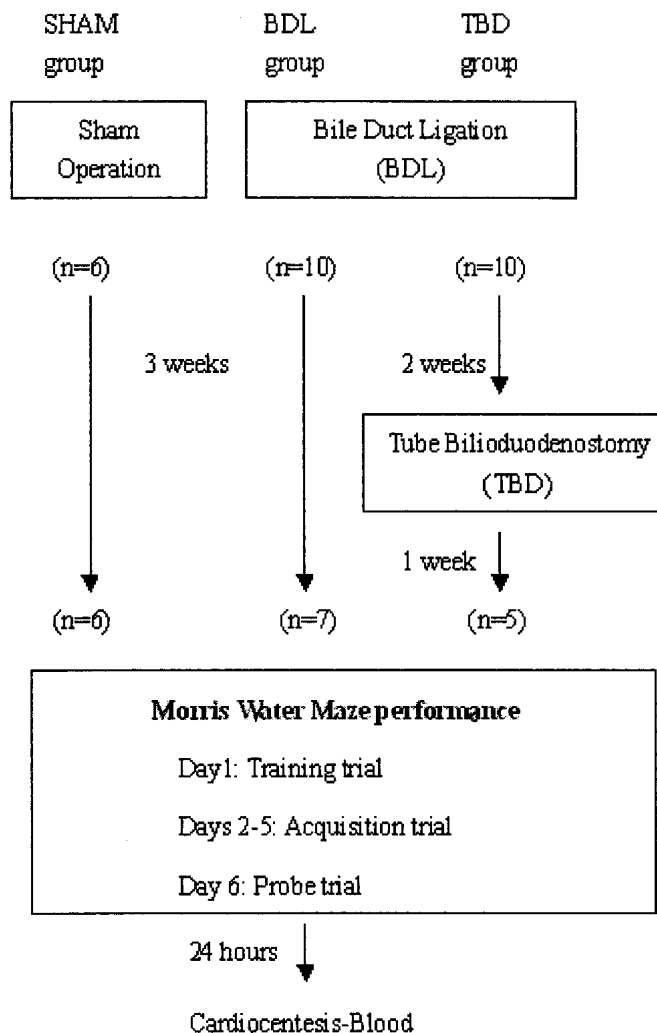 SHAM group
BDL group
TBD group
Sham Operation
Bile Duct Ligation
(BDL)
(n=6)
(n=10)
(n=10)
3 weeks
2 weeks
Tube Bilioduodenostomy
(TBD)
1 week
(n=6)
(n=7)
(n=5)
Morris Water Maze performance
Day1: Training trial
Days 2-5: Acquisition trial
Day 6: Probe trial
24 hours
Cardiocentesis-Blood